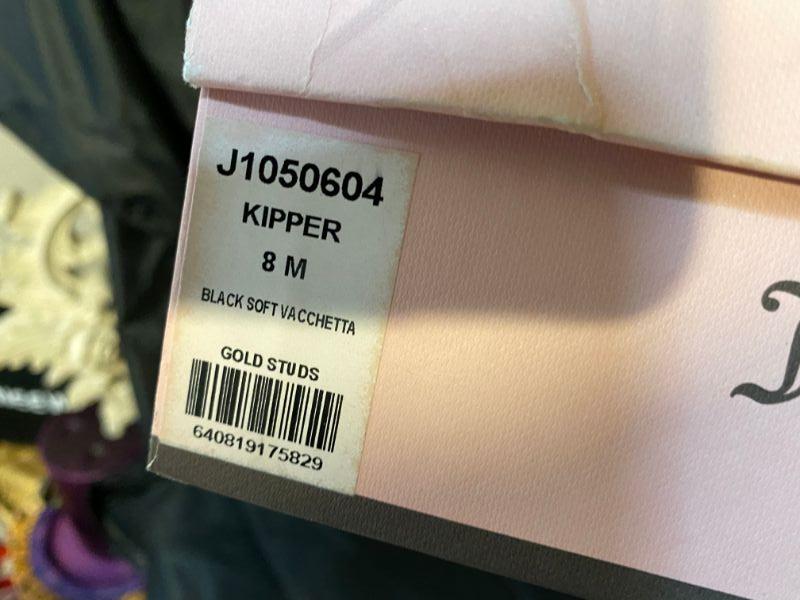 J1050604
KIPPER
8 M
BLACK SOFT VACCHETTA
GOLD STUDS
640819175829
J